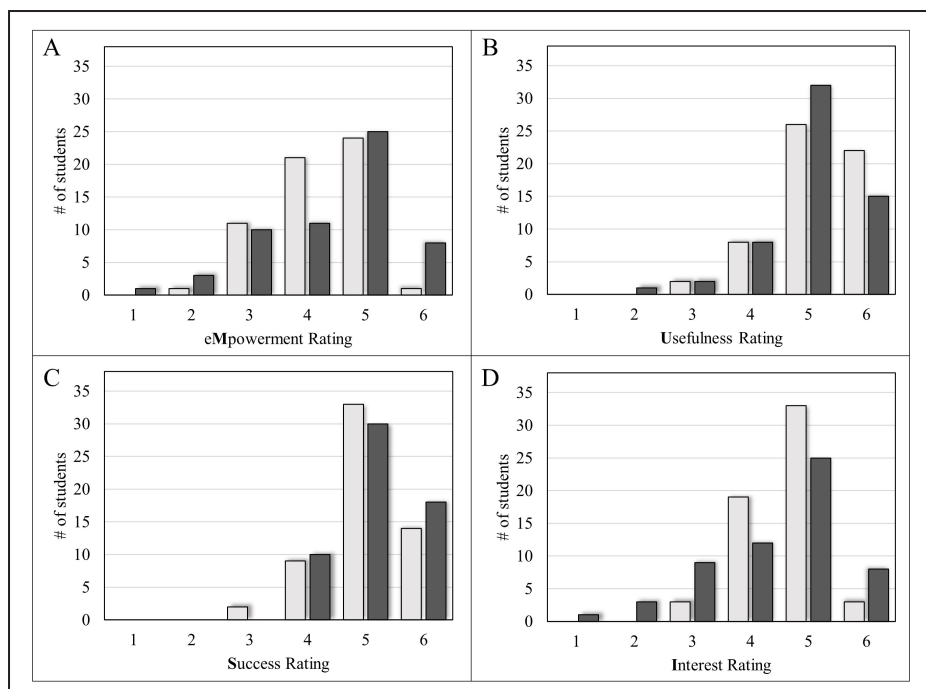 A
# of students
35
30
25
20
15
10
5
0
1 2 3 4 5 6
eMpowerment Rating
B
# of students
35
30
25
20
15
10
5
0
1 2 3 4 5 6
Usefulness Rating
C
# of students
35
30
25
20
15
10
5
0
1 2 3 4 5 6
Success Rating
D
# of students
35
30
25
20
15
10
5
0
1 2 3 4 5 6
Interest Rating